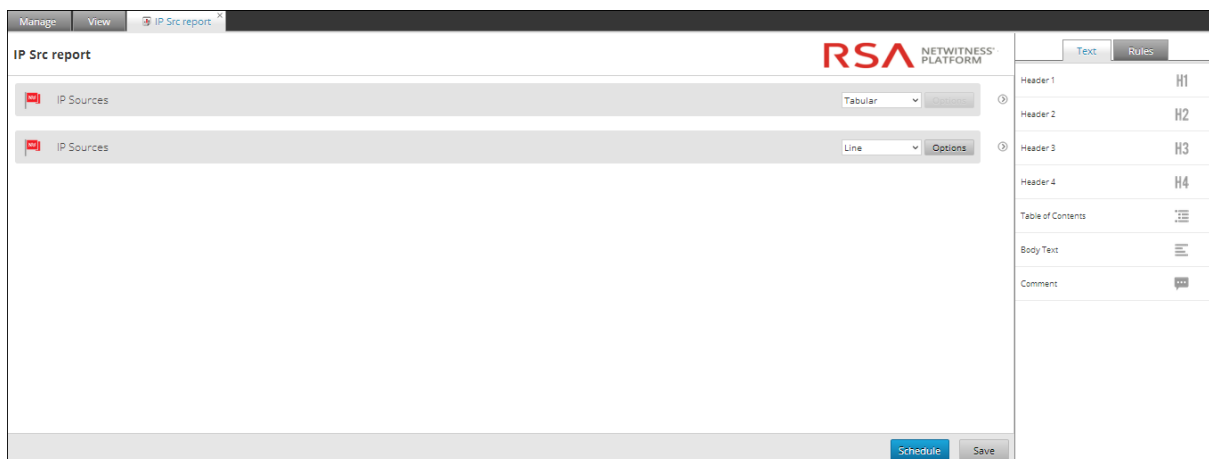 Manage View IP Src report ×
IP Src report
RSA NETWITNESS® PLATFORM
IP Sources Tabular Options
IP Sources Line Options
Schedule Save
Text Rules
Header 1 H1
Header 2 H2
Header 3 H3
Header 4 H4
Table of Contents
Body Text
Comment